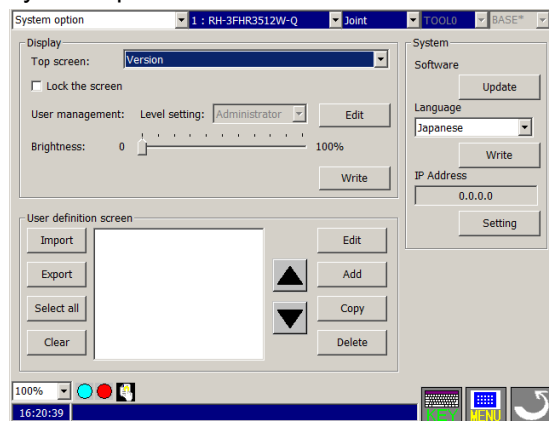 System option 1 : RH-3FHR3512W-Q Joint TOOL0 BASE*
Display
Top screen: Version
Lock the screen
User management: Level setting: Administrator Edit
Brightness: 0 100%
Write
System
Software
Update
Language
Japanese
Write
IP Address
0.0.0.0
Setting
User definition screen
Import Edit
Export Add
Select all Copy
Clear Delete
100%
16:20:39
KEY MENU